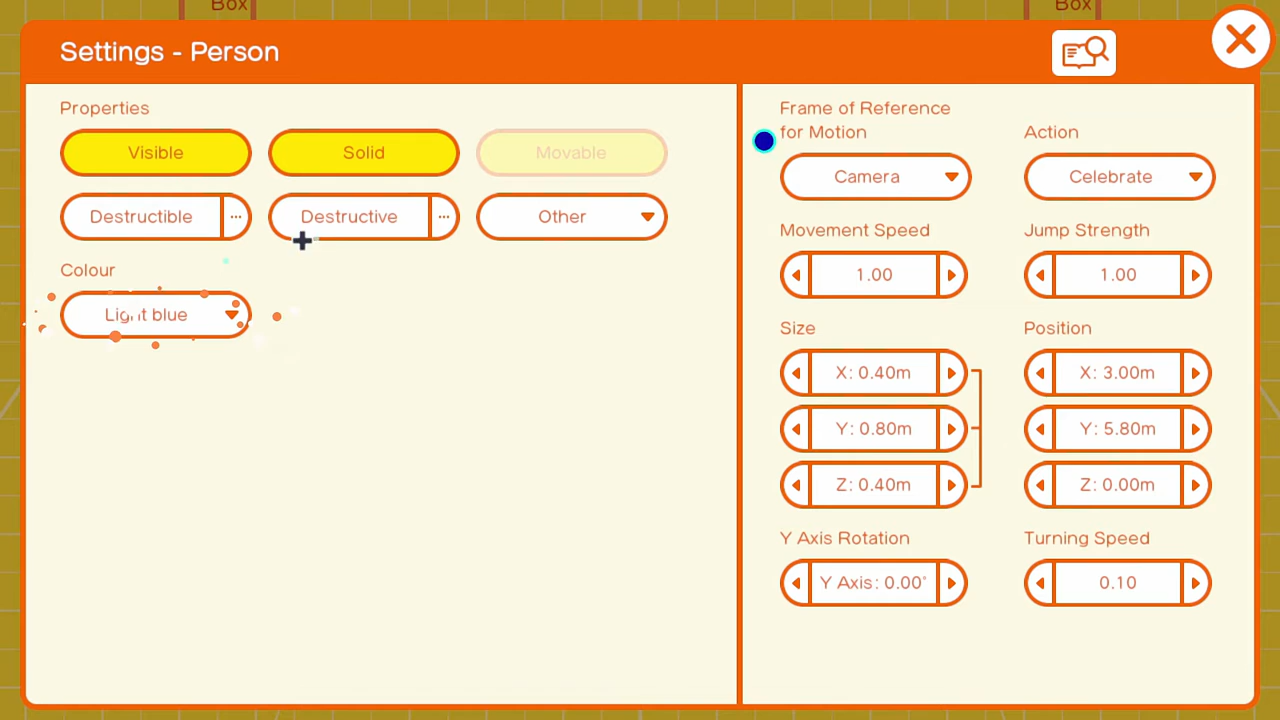 Box
Box
Settings - Person
Properties
Visible
Solid
Movable
Destructible ...
Destructive ...
Other
Colour
Light blue
Frame of Reference
for Motion
Camera
Action
Celebrate
Movement Speed
1.00
Jump Strength
1.00
Size
X: 0.40m
Y: 0.80m
Z: 0.40m
Position
X: 3.00m
Y: 5.80m
Z: 0.00m
Y Axis Rotation
Y Axis: 0.00°
Turning Speed
0.10